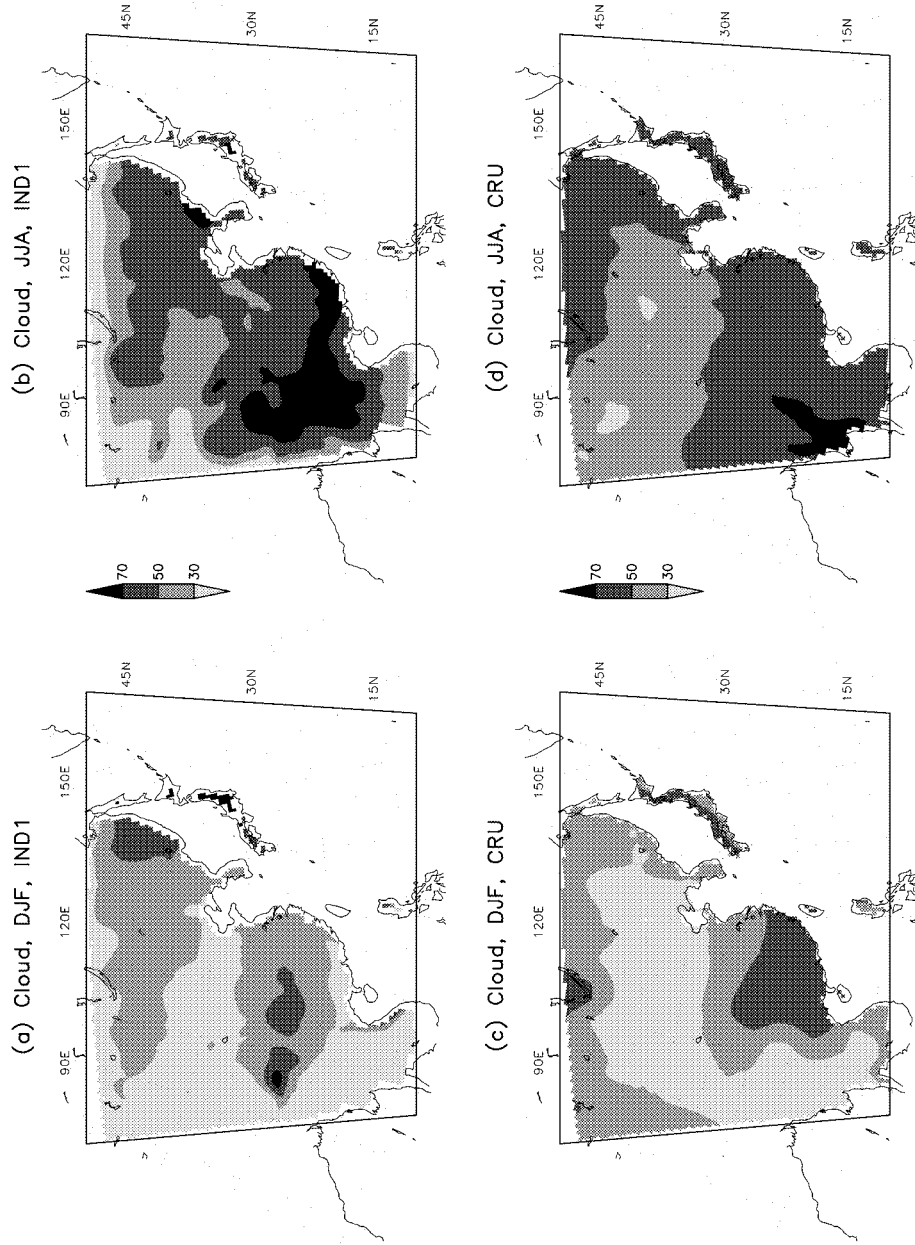 (a) Cloud, DJF, IND1
90E 120E 150E
45N
30N
15N
(b) Cloud, JJA, IND1
90E 120E 150E
45N
30N
15N
70
50
30
(c) Cloud, DJF, CRU
90E 120E 150E
45N
30N
15N
(d) Cloud, JJA, CRU
90E 120E 150E
45N
30N
15N
70
50
30